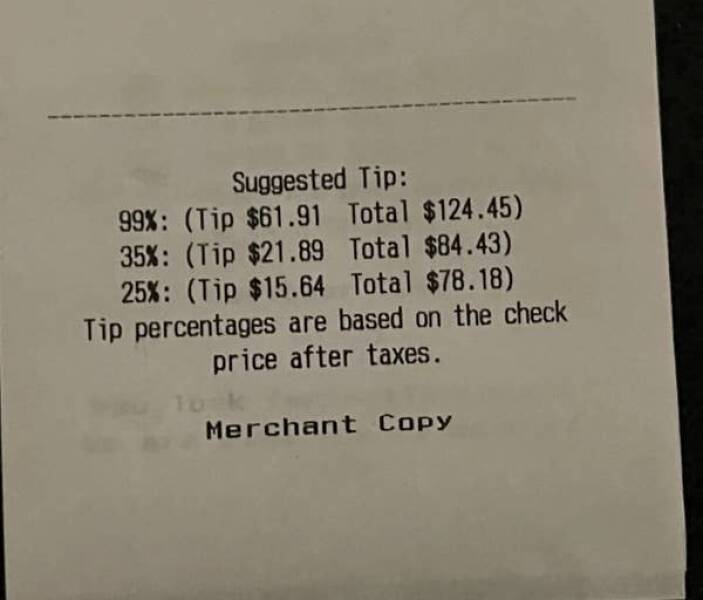 Suggested Tip:
99%: (Tip $61.91 Total $124.45)
35%: (Tip $21.89 Total $84.43)
25%: (Tip $15.64 Total $78.18)
Tip percentages are based on the check
price after taxes.
Merchant Copy